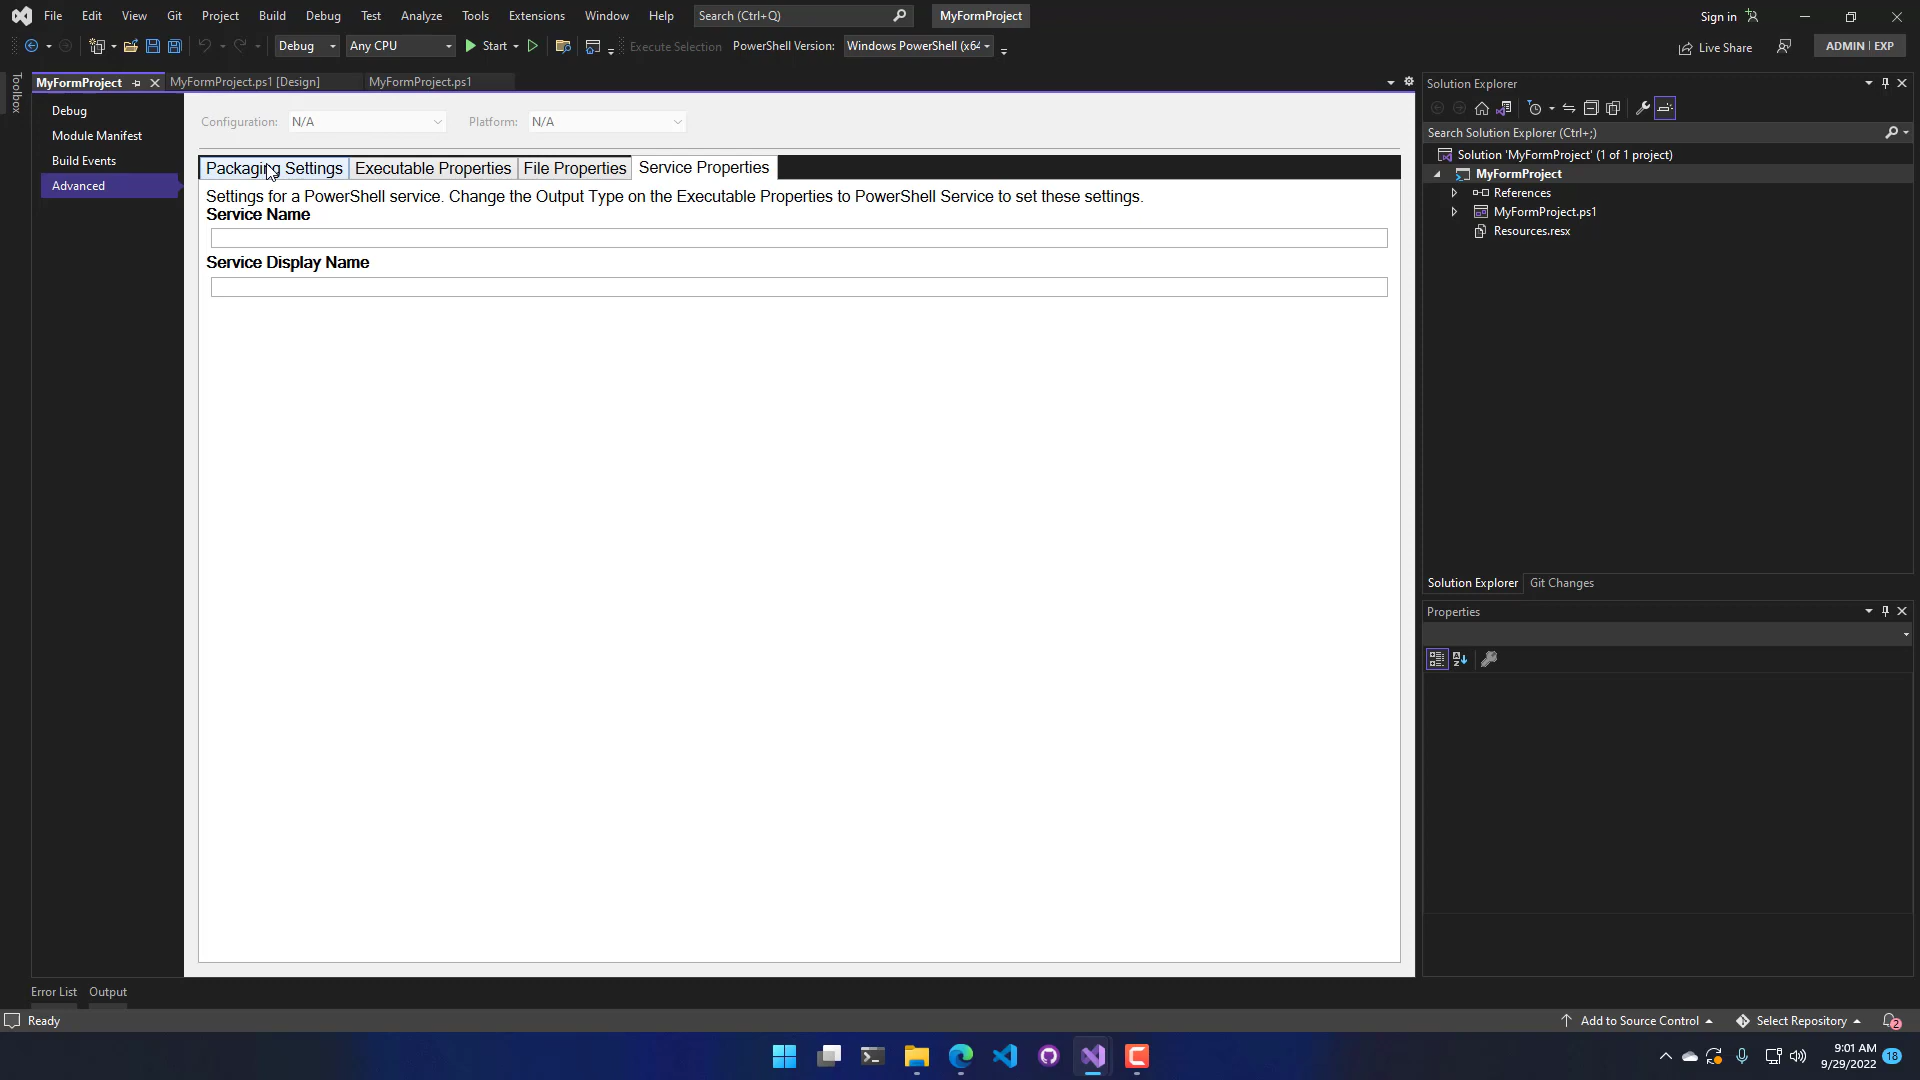 File Edit View Git Project Build Debug Test Analyze Tools Extensions Window Help Search (Ctrl+Q) MyFormProject Sign in
Debug Any CPU Start Execute Selection PowerShell Version: Windows PowerShell (x64 Live Share ADMIN | EXP
Toolbox
MyFormProject MyFormProject.ps1 [Design] MyFormProject.ps1
Debug
Module Manifest
Build Events
Advanced
Configuration: N/A Platform: N/A
Packaging Settings Executable Properties File Properties Service Properties
Settings for a PowerShell service. Change the Output Type on the Executable Properties to PowerShell Service to set these settings.
Service Name
Service Display Name
Solution Explorer
Search Solution Explorer (Ctrl+;)
Solution 'MyFormProject' (1 of 1 project)
MyFormProject
References
MyFormProject.ps1
Resources.resx
Solution Explorer Git Changes
Properties
Error List Output
Ready Add to Source Control Select Repository 2
9:01 AM
9/29/2022 18